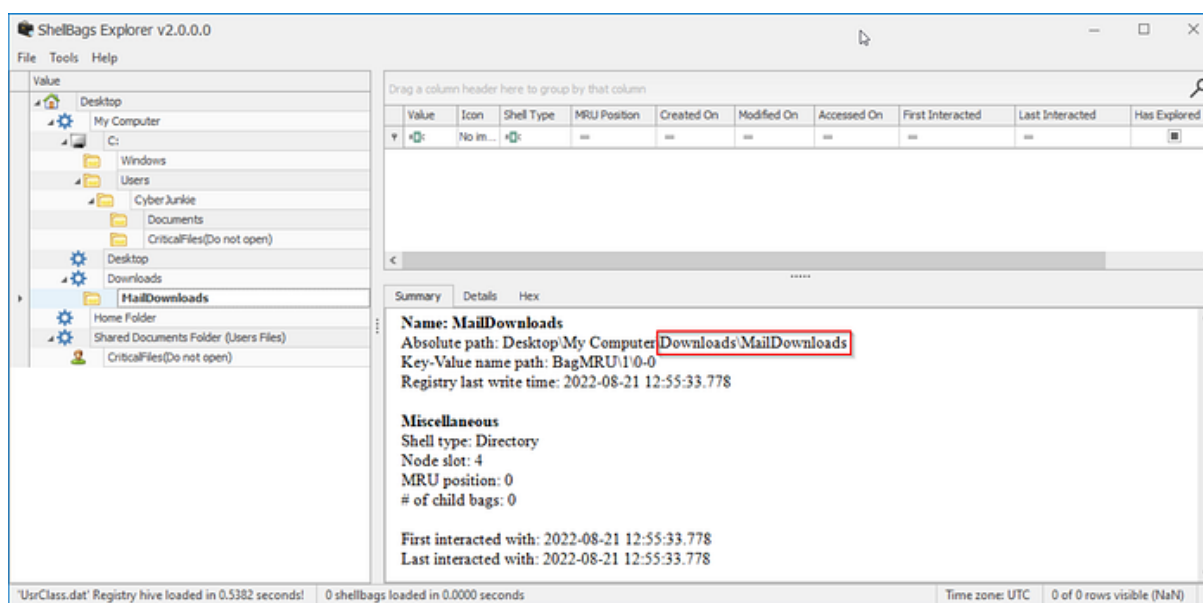 ShellBags Explorer v2.0.0.0
File Tools Help
Value
Desktop
My Computer
C:
Windows
Users
CyberJunkie
Documents
CriticalFiles(Do not open)
Desktop
Downloads
MailDownloads
Home Folder
Shared Documents Folder (Users Files)
CriticalFiles(Do not open)
Drag a column header here to group by that column
Value Icon Shell Type MRU Position Created On Modified On Accessed On First Interacted Last Interacted Has Explored
No im... = = = = = =
Summary Details Hex
Name: MailDownloads
Absolute path: Desktop\My Computer\Downloads\MailDownloads
Key-Value name path: BagMRU\1\0-0
Registry last write time: 2022-08-21 12:55:33.778
Miscellaneous
Shell type: Directory
Node slot: 4
MRU position: 0
# of child bags: 0
First interacted with: 2022-08-21 12:55:33.778
Last interacted with: 2022-08-21 12:55:33.778
'UsrClass.dat' Registry hive loaded in 0.5382 seconds! 0 shellbags loaded in 0.0000 seconds Time zone: UTC 0 of 0 rows visible (NaN)